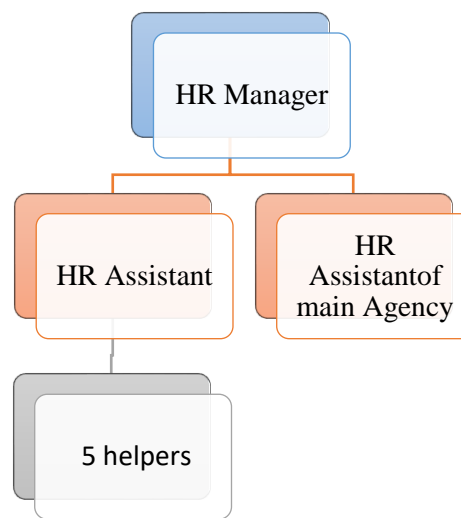 HR Manager
HR Assistant
HR
Assistantof
main Agency
5 helpers